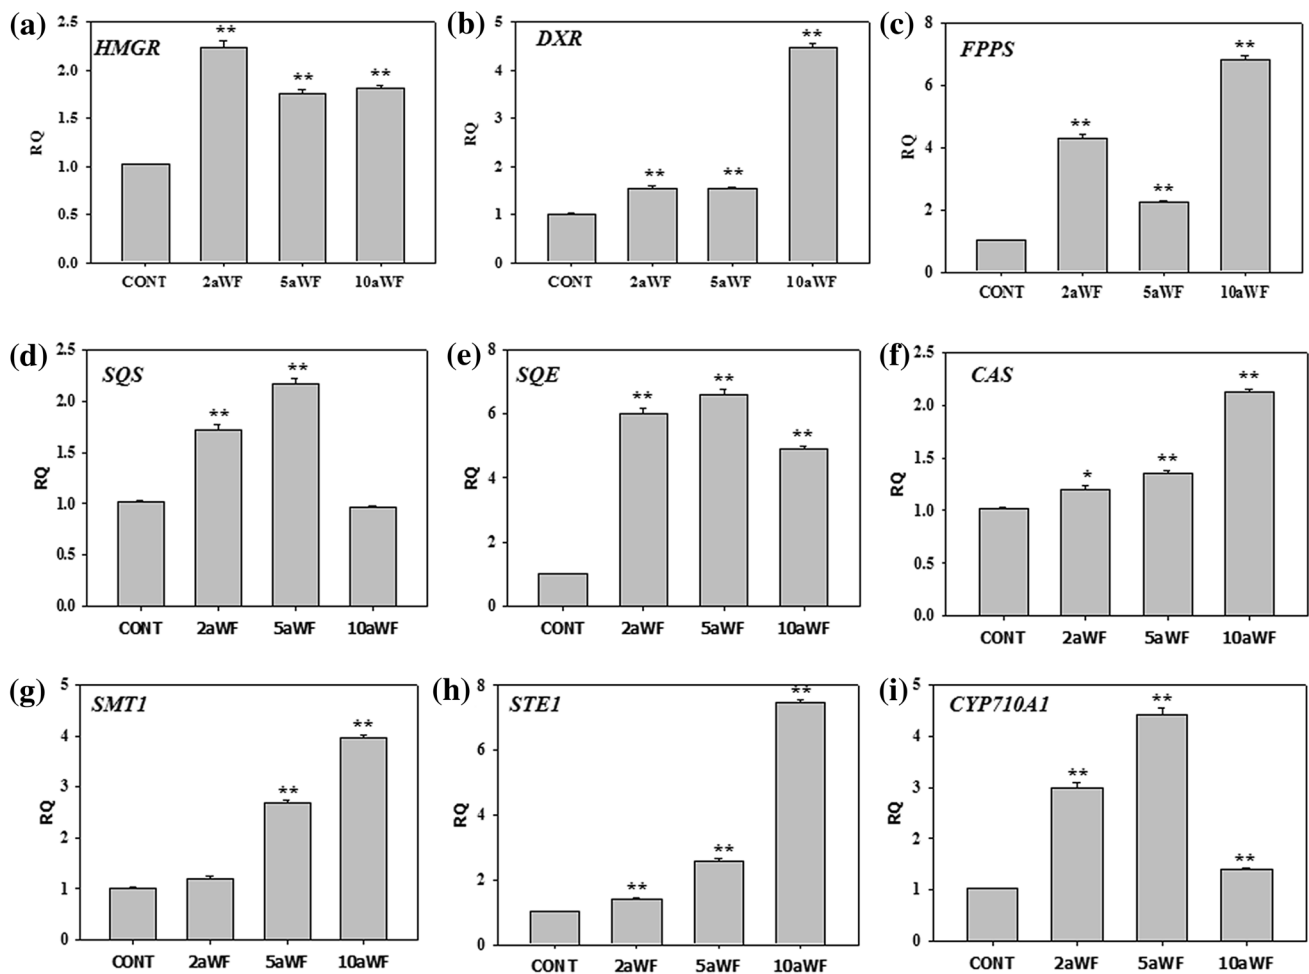 (a) HMGR
RQ
2.5
2.0
1.5
1.0
0.5
0.0
** ** **
CONT 2aWF 5aWF 10aWF
(b) DXR
RQ
5
4
3
2
1
0
** ** **
CONT 2aWF 5aWF 10aWF
(c) FPPS
RQ
8
6
4
2
0
** ** **
CONT 2aWF 5aWF 10aWF
(d) SQS
RQ
2.5
2.0
1.5
1.0
0.5
0.0
** **
CONT 2aWF 5aWF 10aWF
(e) SQE
RQ
8
6
4
2
0
** ** **
CONT 2aWF 5aWF 10aWF
(f) CAS
RQ
2.5
2.0
1.5
1.0
0.5
0.0
* ** **
CONT 2aWF 5aWF 10aWF
(g) SMT1
RQ
5
4
3
2
1
0
** **
CONT 2aWF 5aWF 10aWF
(h) STE1
RQ
8
6
4
2
0
** ** **
CONT 2aWF 5aWF 10aWF
(i) CYP710A1
RQ
5
4
3
2
1
0
** ** **
CONT 2aWF 5aWF 10aWF